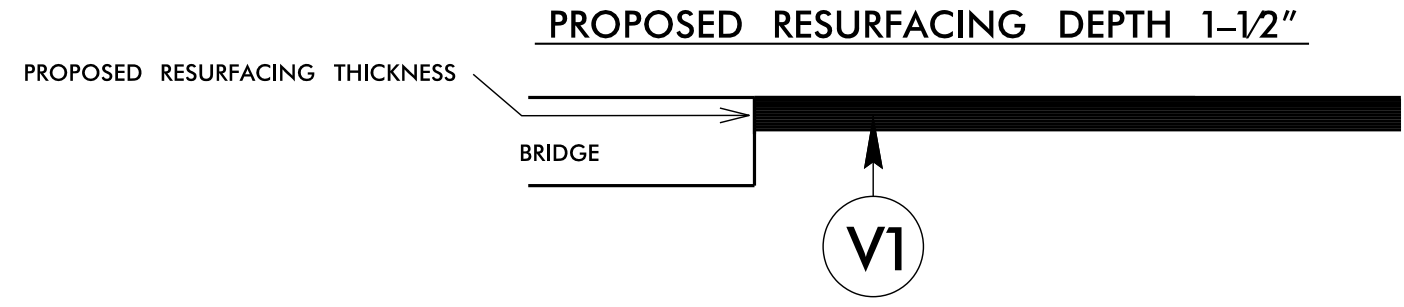 PROPOSED RESURFACING DEPTH 1–1/2"
PROPOSED RESURFACING THICKNESS
BRIDGE
V1